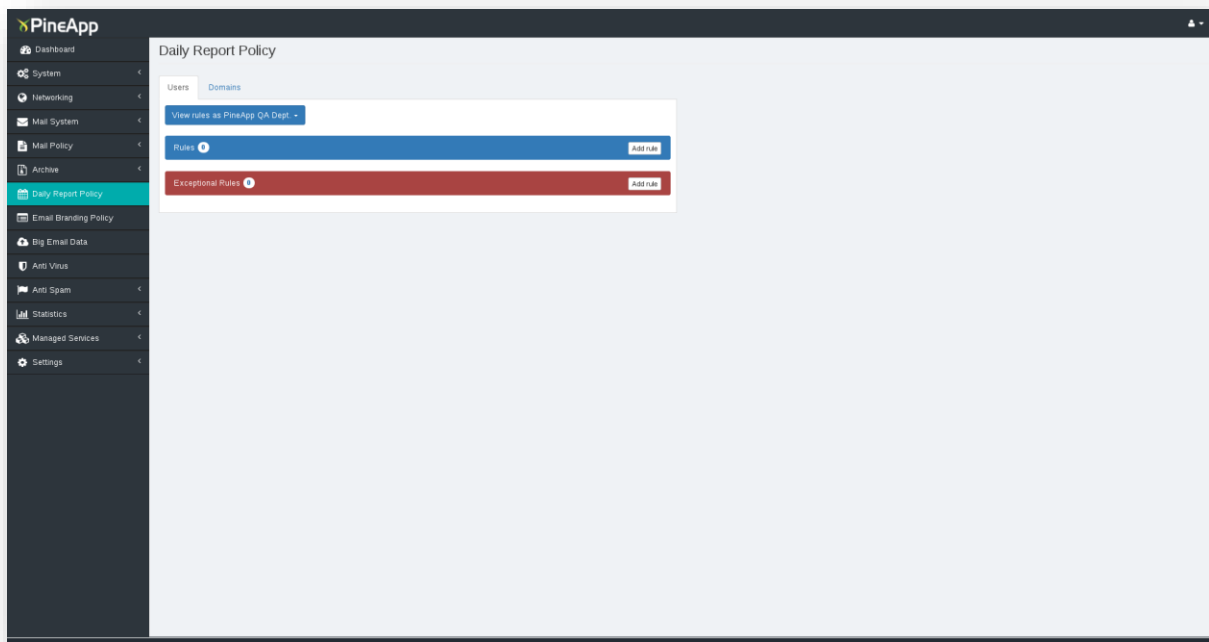 PineApp
Dashboard
System
Networking
Mail System
Mail Policy
Archive
Daily Report Policy
Email Branding Policy
Big Email Data
Anti Virus
Anti Spam
Statistics
Managed Services
Settings
Daily Report Policy
Users Domains
View rules as PineApp QA Dept.
Rules 0 Add rule
Exceptional Rules 0 Add rule